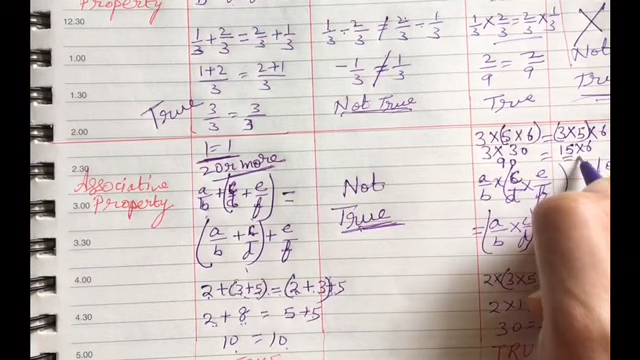 Property
12.30
1.00
1.30
2.00
2.30
3.00
3.30
4.00
4.30
5.00
1/3 + 2/3 = 2/3 + 1/3
1+2/3 = 2+1/3
True
3/3 = 3/3
1 = 1
2 or more
1/3 - 2/3 ≠ 2/3 - 1/3
-1/3 ≠ 1/3
Not True
1/3 × 2/3 = 2/3 × 1/3
2/9 = 2/9
True
Not
Associative
Property
a/b + (c/d + e/f) =
(a/b + c/d) + e/f
2+(3+5) = (2+3)+5
2+8 = 5+5
10 = 10
Not
True
3×(5×6) = (3×5)×6
3×30 = 15×6
90
a/b × (c/d × e/f
= (a/b × c/d
2×(3×5
30 =